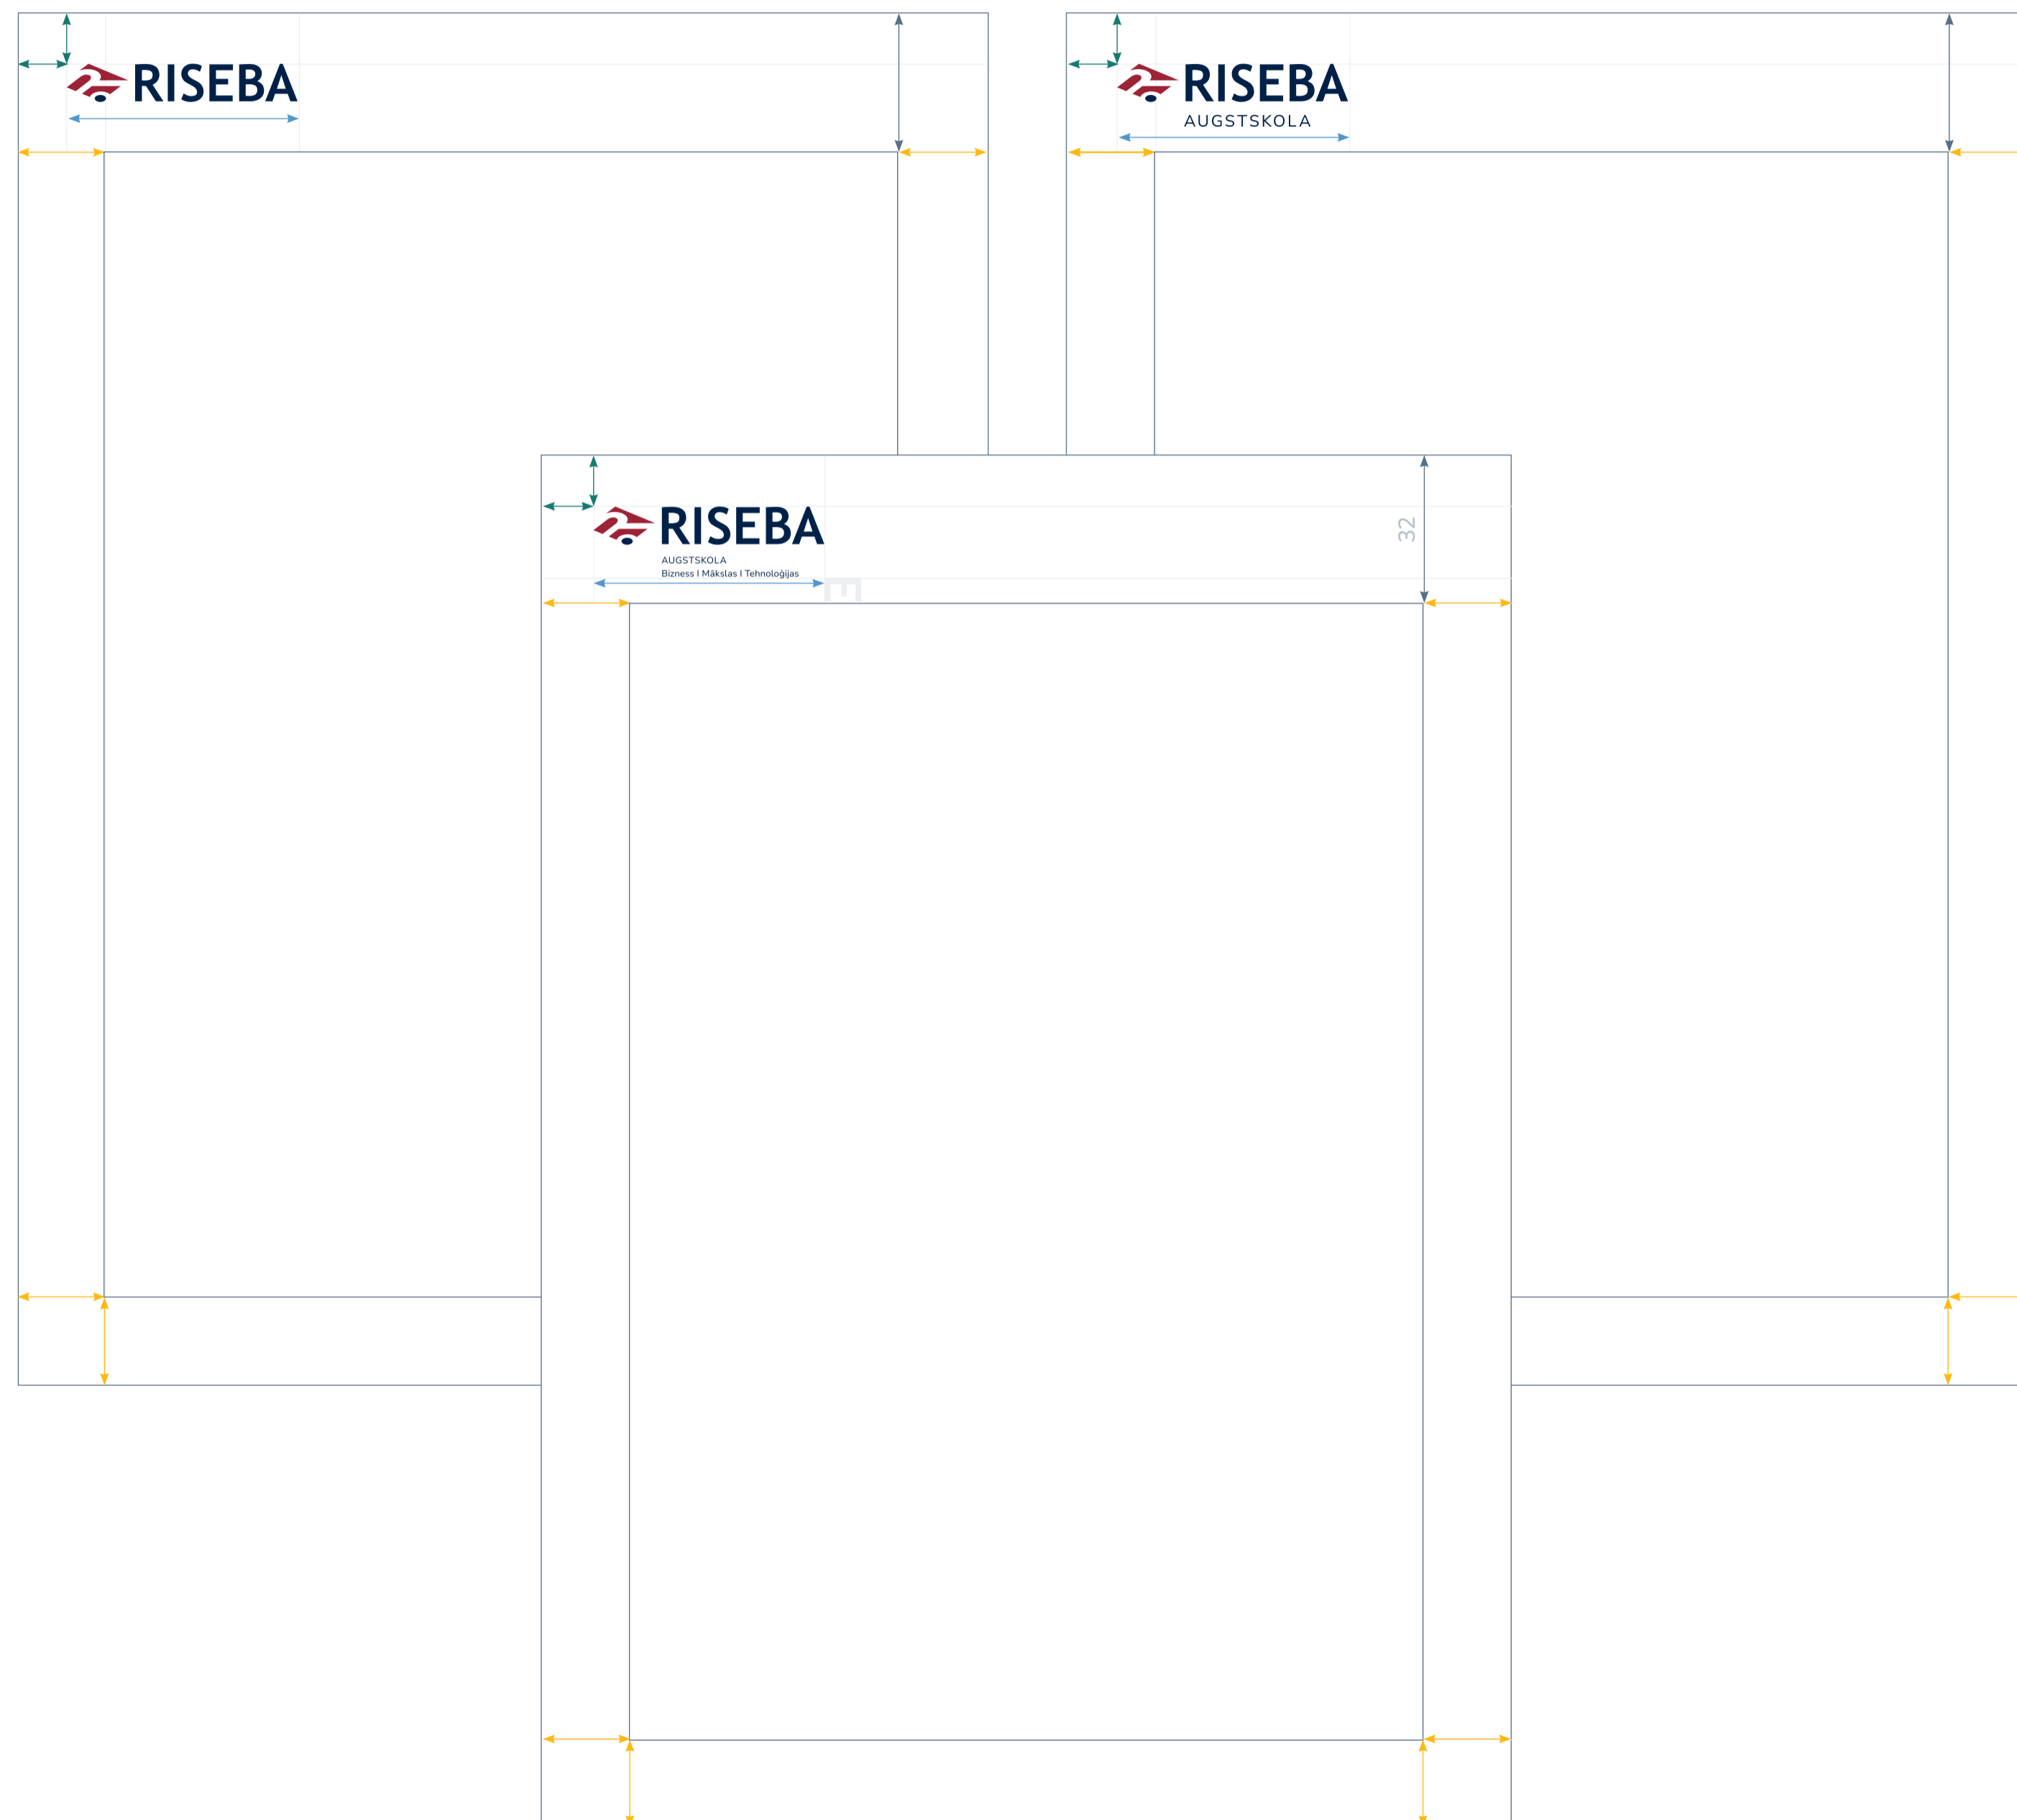 RISEBA
RISEBA
AUGSTSKOLA
RISEBA
AUGSTSKOLA
Bizness I Mākslas I Tehnoloģijas
32
E